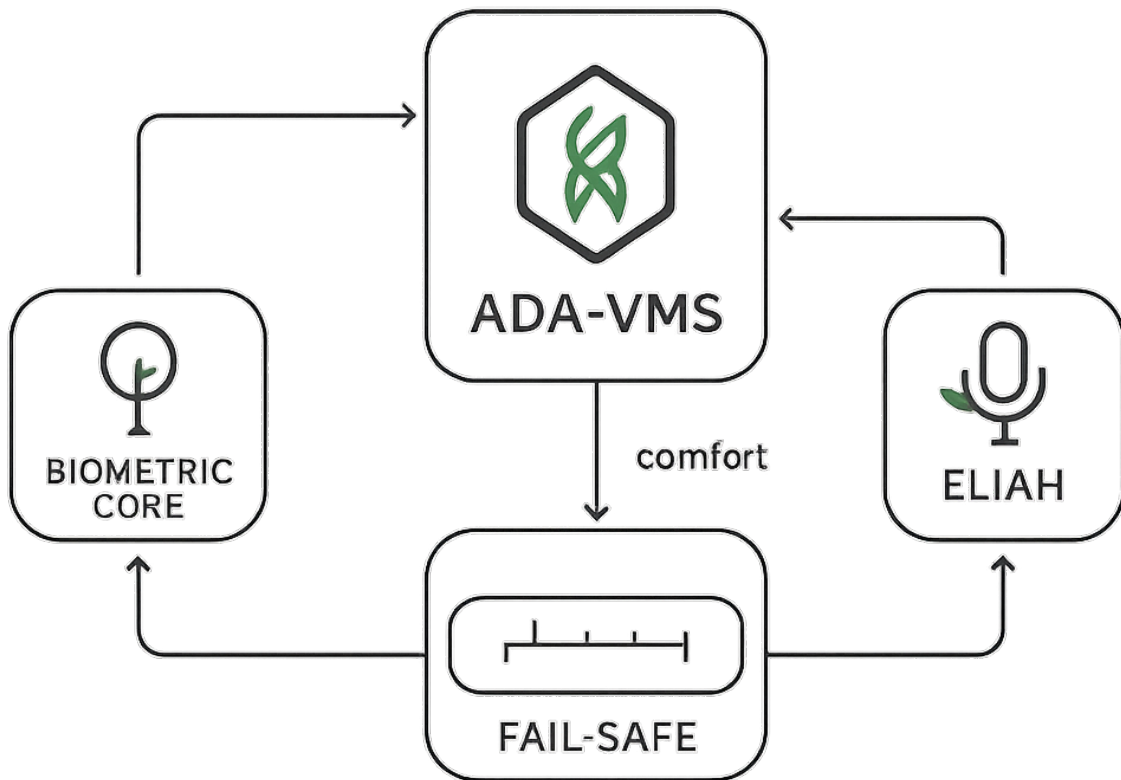 ADA-VMS
BIOMETRIC
CORE
comfort
ELIAH
FAIL-SAFE